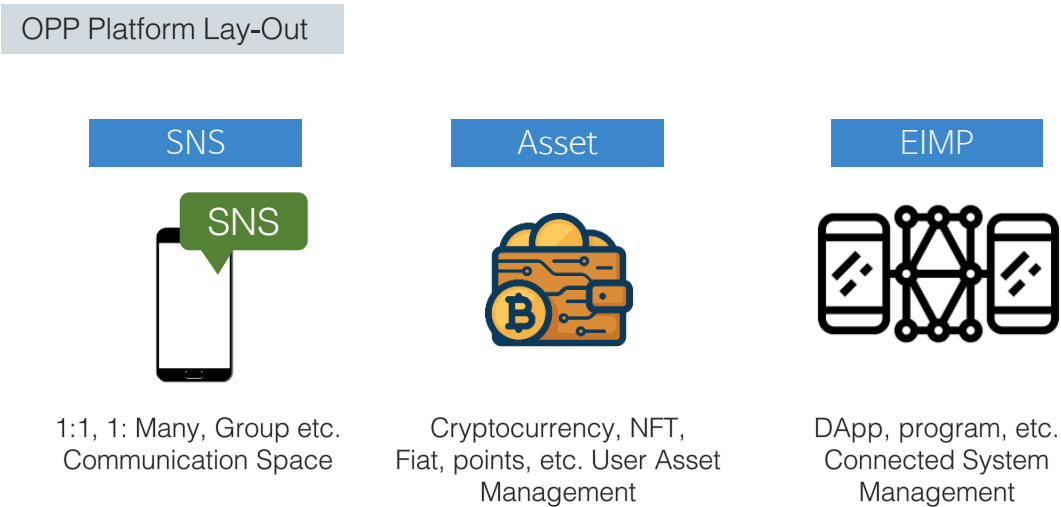 OPP Platform Lay-Out
SNS
Asset
EIMP
SNS
1:1, 1: Many, Group etc.
Communication Space
Cryptocurrency, NFT,
Fiat, points, etc. User Asset
Management
DApp, program, etc.
Connected System
Management